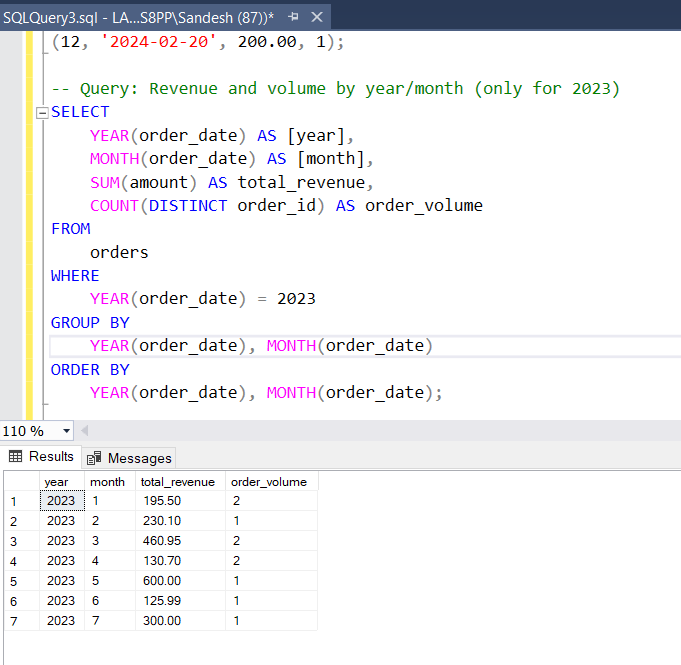 SQLQuery3.sql - LA...S8PP\Sandesh (87))*
(12, '2024-02-20', 200.00, 1);
-- Query: Revenue and volume by year/month (only for 2023)
SELECT
YEAR(order_date) AS [year],
MONTH(order_date) AS [month],
SUM(amount) AS total_revenue,
COUNT(DISTINCT order_id) AS order_volume
FROM
orders
WHERE
YEAR(order_date) = 2023
GROUP BY
YEAR(order_date), MONTH(order_date)
ORDER BY
YEAR(order_date), MONTH(order_date);
110 %
Results Messages
year month total_revenue order_volume
1 2023 1 195.50 2
2 2023 2 230.10 1
3 2023 3 460.95 2
4 2023 4 130.70 2
5 2023 5 600.00 1
6 2023 6 125.99 1
7 2023 7 300.00 1